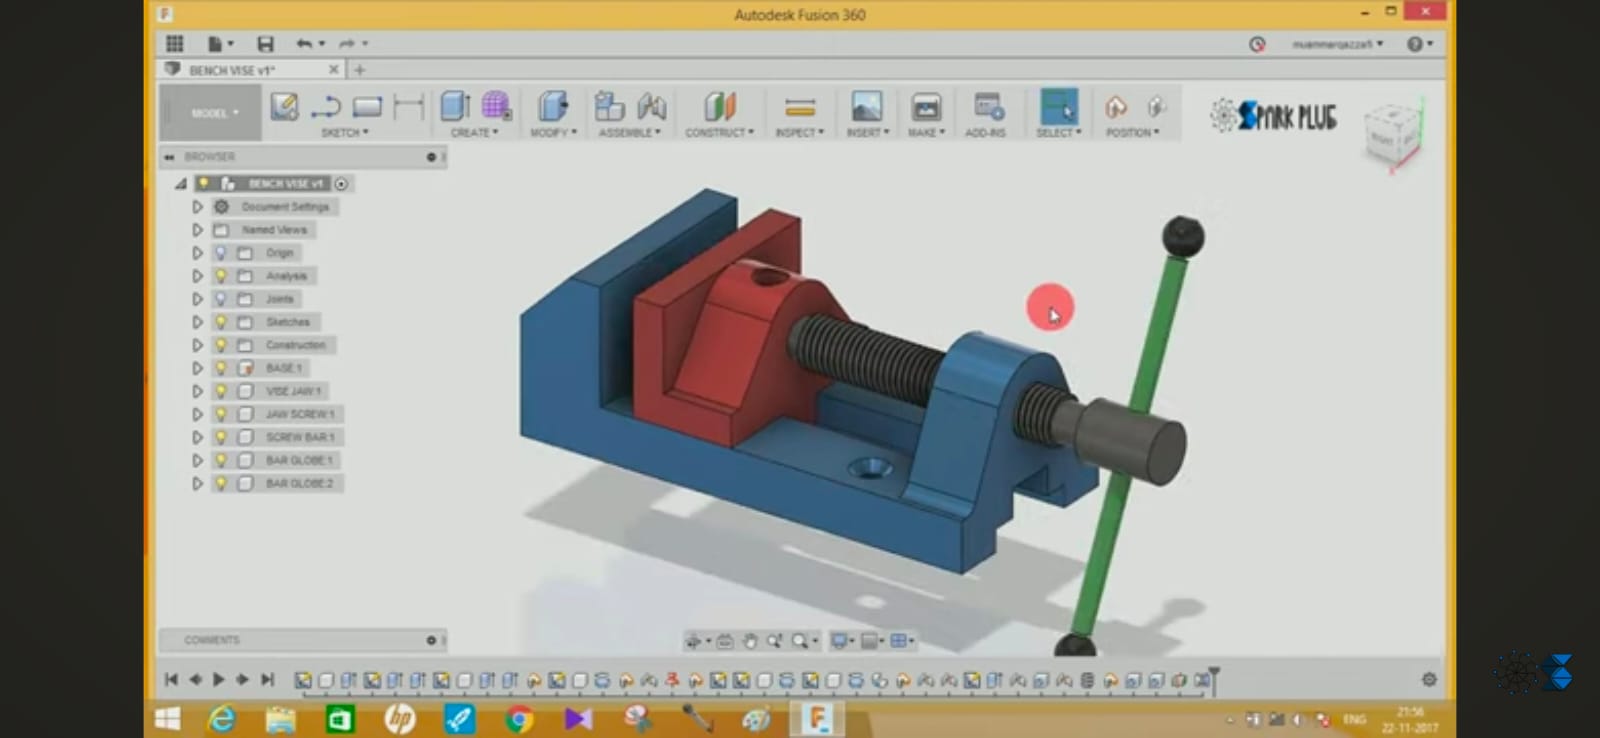 Autodesk Fusion 360
BENCH VISE v1*
MODEL
SKETCH
CREATE
MODIFY
ASSEMBLE
CONSTRUCT
INSPECT
INSERT
MAKE
ADD-INS
SELECT
POSITION
SPARK PLUG
BROWSER
BENCH VISE v1
Document Settings
Named Views
Origin
Analysis
Joints
Sketches
Construction
BASE:1
VISE JAW:1
JAW SCREW:1
SCREW BAR:1
BAR GLOBE:1
BAR GLOBE:2
COMMENTS
ENG
21:56
22-11-2017